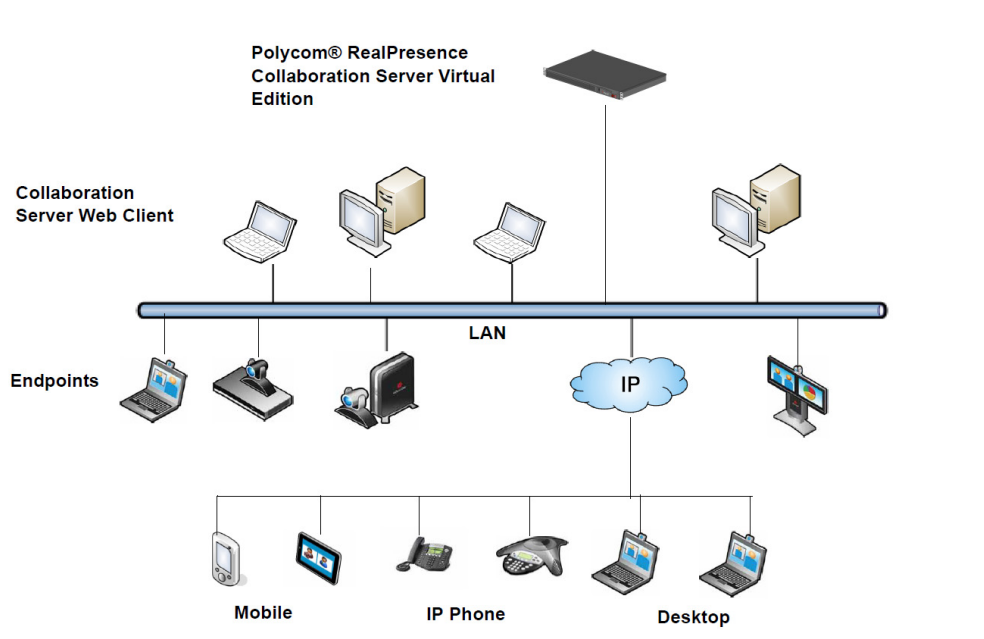 Polycom® RealPresence
Collaboration Server Virtual
Edition
Collaboration
Server Web Client
LAN
Endpoints
IP
Mobile
IP Phone
Desktop